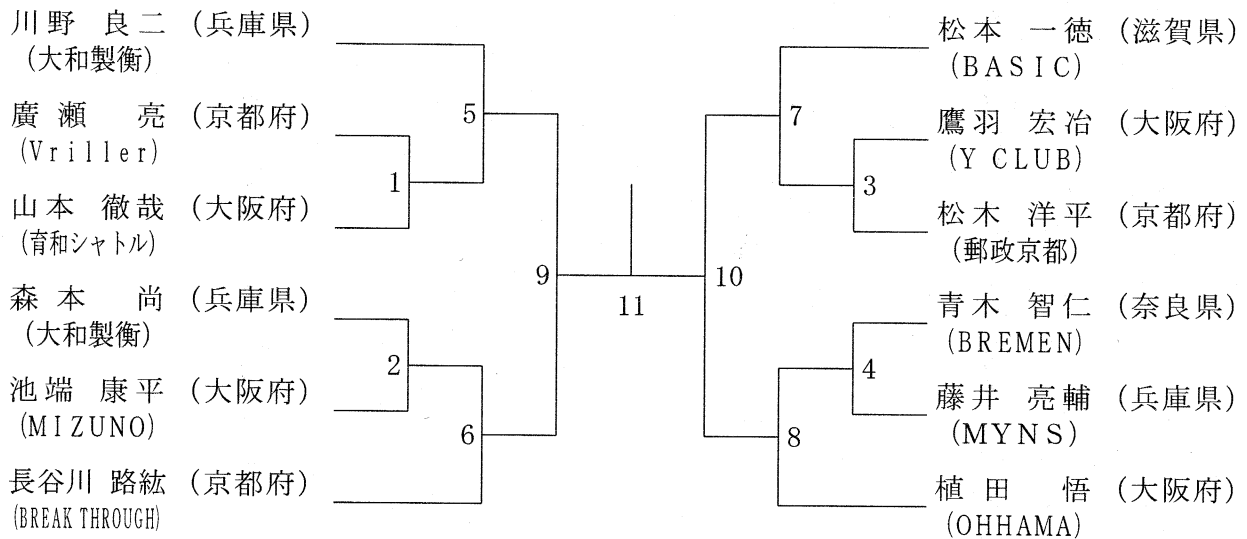 川野 良二 (兵庫県)
(大和製衡)
廣瀬 亮 (京都府)
(Vriller)
山本 徹哉 (大阪府)
(育和シャトル)
森本 尚 (兵庫県)
(大和製衡)
池端 康平 (大阪府)
(MIZUNO)
長谷川 路紘 (京都府)
(BREAK THROUGH)
5
1
2
6
9
11
10
7
3
4
8
松本 一徳 (滋賀県)
(BASIC)
鷹羽 宏冶 (大阪府)
(Y CLUB)
松木 洋平 (京都府)
(郵政京都)
青木 智仁 (奈良県)
(BREMEN)
藤井 亮輔 (兵庫県)
(MYNS)
植田 悟 (大阪府)
(OHHAMA)